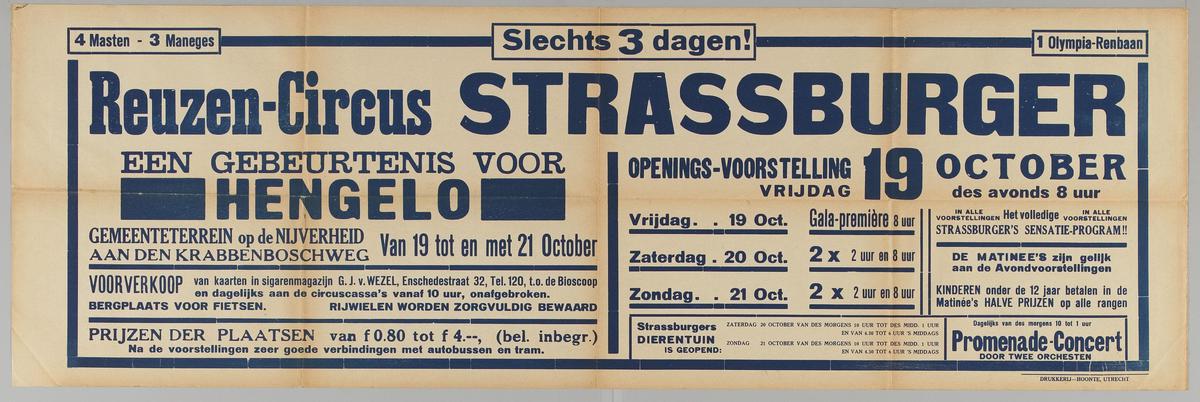 4 Masten - 3 Maneges
Slechts 3 dagen!
1 Olympia-Renbaan
Reuzen-Circus STRASSBURGER
EEN GEBEURTENIS VOOR
HENGELO
GEMEENTETERREIN op de NIJVERHEID
AAN DEN KRABBENBOSCHWEG
Van 19 tot en met 21 October
VOORVERKOOP van kaarten in sigarenmagazijn G. J. v. WEZEL, Enschedestraat 32, Tel. 120, t.o. de Bioscoop
en dagelijks aan de circuscassa's vanaf 10 uur, onafgebroken.
BERGPLAATS VOOR FIETSEN. RIJWIELEN WORDEN ZORGVULDIG BEWAARD
PRIJZEN DER PLAATSEN van f 0.80 tot f 4.--, (bel. inbegr.)
Na de voorstellingen zeer goede verbindingen met autobussen en tram.
OPENINGS-VOORSTELLING
VRIJDAG
19 OCTOBER
des avonds 8 uur
Vrijdag. . 19 Oct. Gala-première 8 uur
Zaterdag . 20 Oct. 2 x 2 uur en 8 uur
Zondag. . 21 Oct. 2 x 2 uur en 8 uur
IN ALLE VOORSTELLINGEN Het volledige IN ALLE VOORSTELLINGEN
STRASSBURGER'S SENSATIE-PROGRAM!!
DE MATINEE'S zijn gelijk
aan de Avondvoorstellingen
KINDEREN onder de 12 jaar betalen in de
Matinée's HALVE PRIJZEN op alle rangen
Strassburgers
DIERENTUIN
IS GEOPEND:
ZATERDAG 20 OCTOBER VAN DES MORGENS 10 UUR TOT DES MIDD. 1 UUR
EN VAN 4.30 TOT 6 UUR 'S MIDDAGS
ZONDAG 21 OCTOBER VAN DES MORGENS 10 UUR TOT DES MIDD. 1 UUR
EN VAN 4.30 TOT 6 UUR 'S MIDDAGS
Dagelijks van des morgens 10 tot 1 uur
Promenade-Concert
DOOR TWEE ORCHESTEN
DRUKKERIJ—HOONTE, UTRECHT